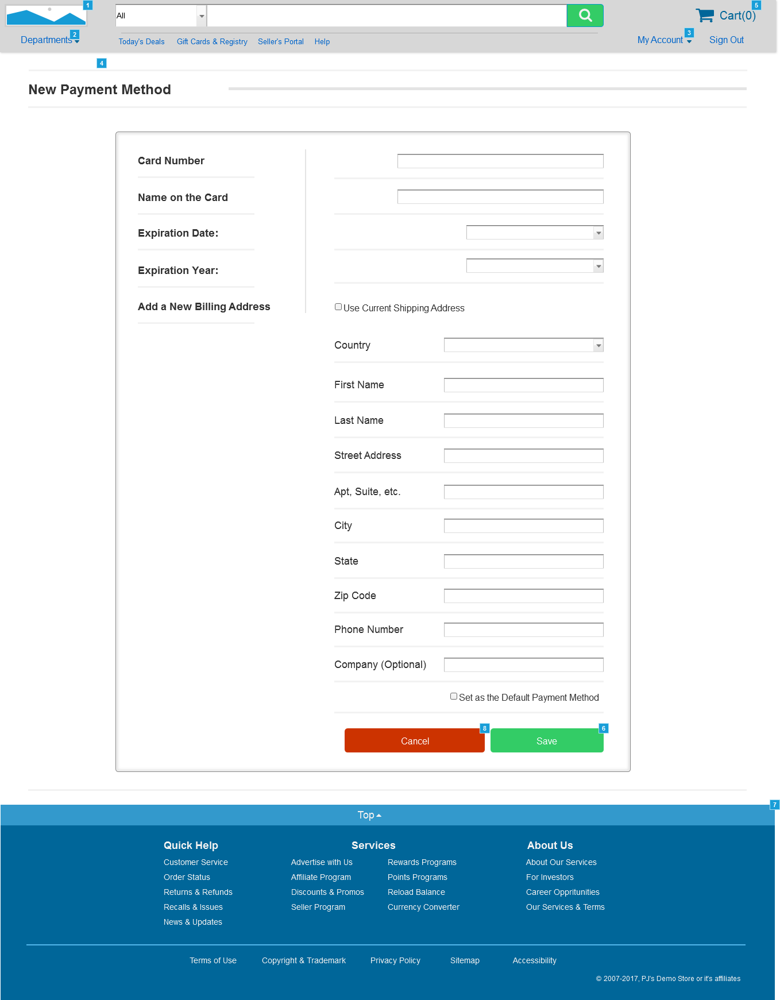 1
All
5
Cart(0)
Departments
2
Today's Deals
Gift Cards & Registry
Seller's Portal
Help
My Account
3
Sign Out
4
New Payment Method
Card Number
Name on the Card
Expiration Date:
Expiration Year:
Add a New Billing Address
Use Current Shipping Address
Country
First Name
Last Name
Street Address
Apt, Suite, etc.
City
State
Zip Code
Phone Number
Company (Optional)
Set as the Default Payment Method
Cancel
8
Save
6
7
Top
Quick Help
Customer Service
Order Status
Returns & Refunds
Recalls & Issues
News & Updates
Services
Advertise with Us
Affiliate Program
Discounts & Promos
Seller Program
Rewards Programs
Points Programs
Reload Balance
Currency Converter
About Us
About Our Services
For Investors
Career Oppritunities
Our Services & Terms
Terms of Use
Copyright & Trademark
Privacy Policy
Sitemap
Accessibility
© 2007-2017, PJ's Demo Store or it's affiliates